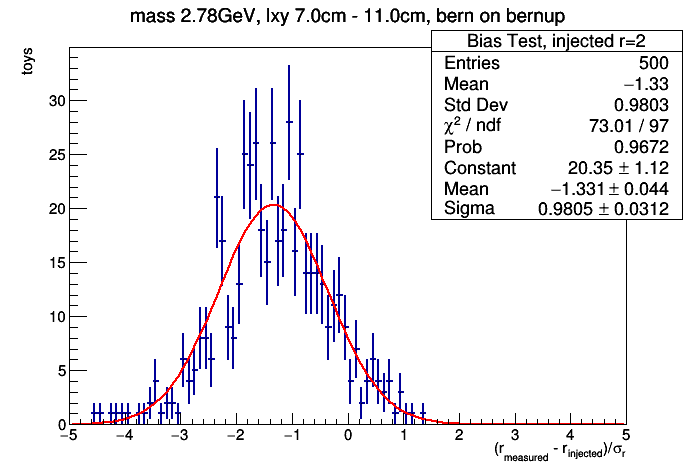 mass 2.78GeV, lxy 7.0cm - 11.0cm, bern on bernup
Bias Test, injected r=2
Entries 500
Mean −1.33
Std Dev 0.9803
χ² / ndf 73.01 / 97
Prob 0.9672
Constant 20.35 ± 1.12
Mean −1.331 ± 0.044
Sigma 0.9805 ± 0.0312
toys
30
25
20
15
10
5
0
−5 −4 −3 −2 −1 0 1 2 3 4 5
(r_measured - r_injected)/σ_r